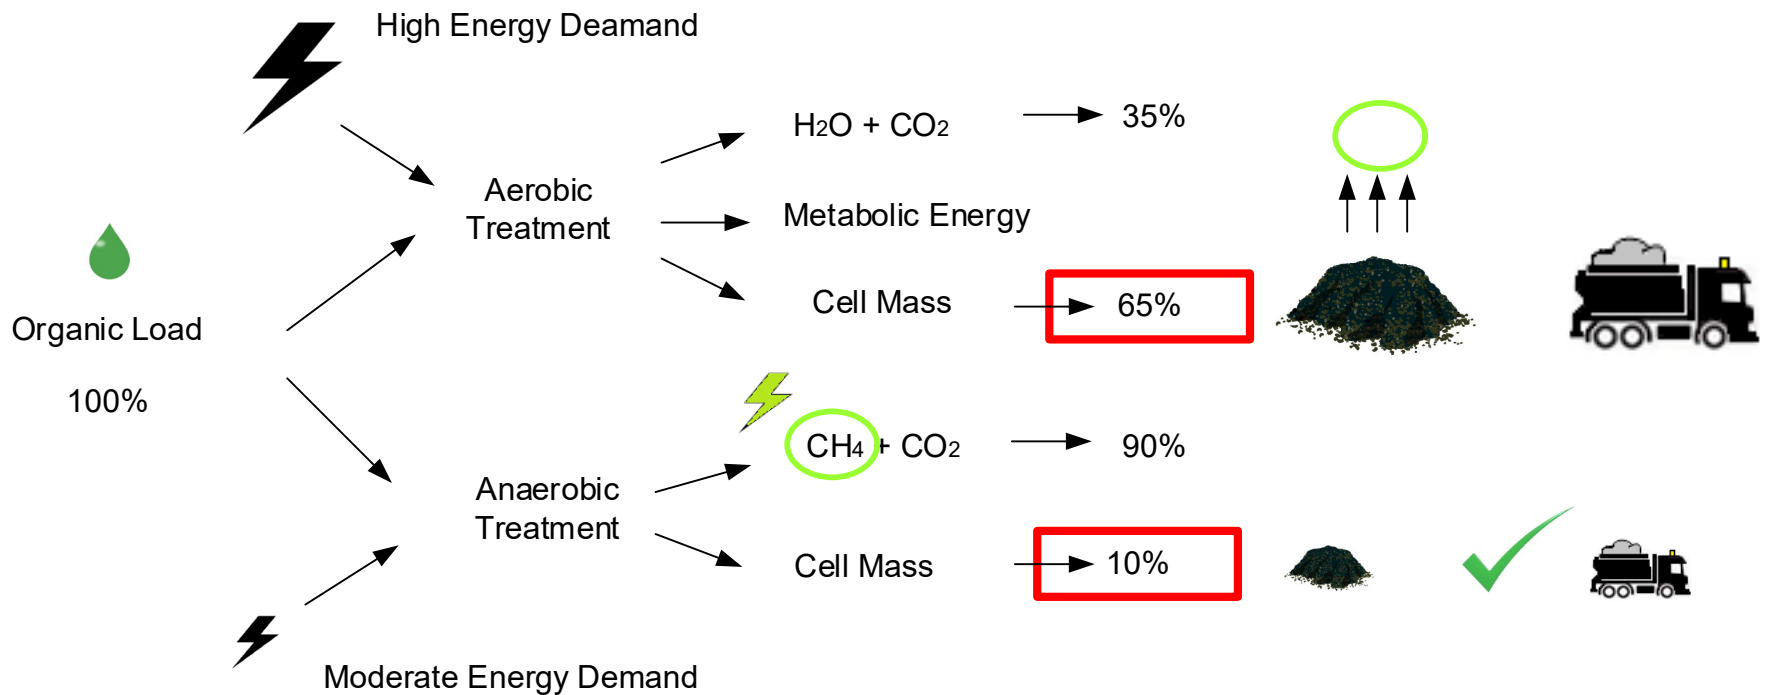 High Energy Deamand
H2O + CO2
35%
Aerobic
Treatment
Metabolic Energy
Cell Mass
65%
Organic Load
100%
CH4 + CO2
90%
Anaerobic
Treatment
Cell Mass
10%
Moderate Energy Demand